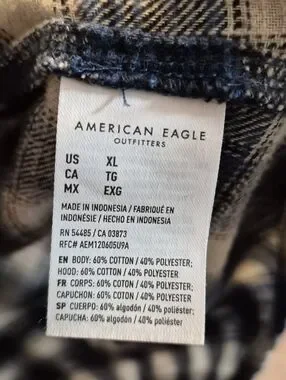 AMERICAN EAGLE
OUTFITTERS
US XL
CA TG
MX EXG
MADE IN INDONESIA / FABRIQUÉ EN
INDONÉSIE / HECHO EN INDONESIA
RN 54485 / CA 03873
RFC# AEM120605U9A
EN BODY: 60% COTTON / 40% POLYESTER;
HOOD: 60% COTTON / 40% POLYESTER
FR CORPS: 60% COTON / 40% POLYESTER;
CAPUCHON: 60% COTON / 40% POLYESTER
SP CUERPO: 60% algodón / 40% poliéster;
CAPUCHA: 60% algodón / 40% poliéster